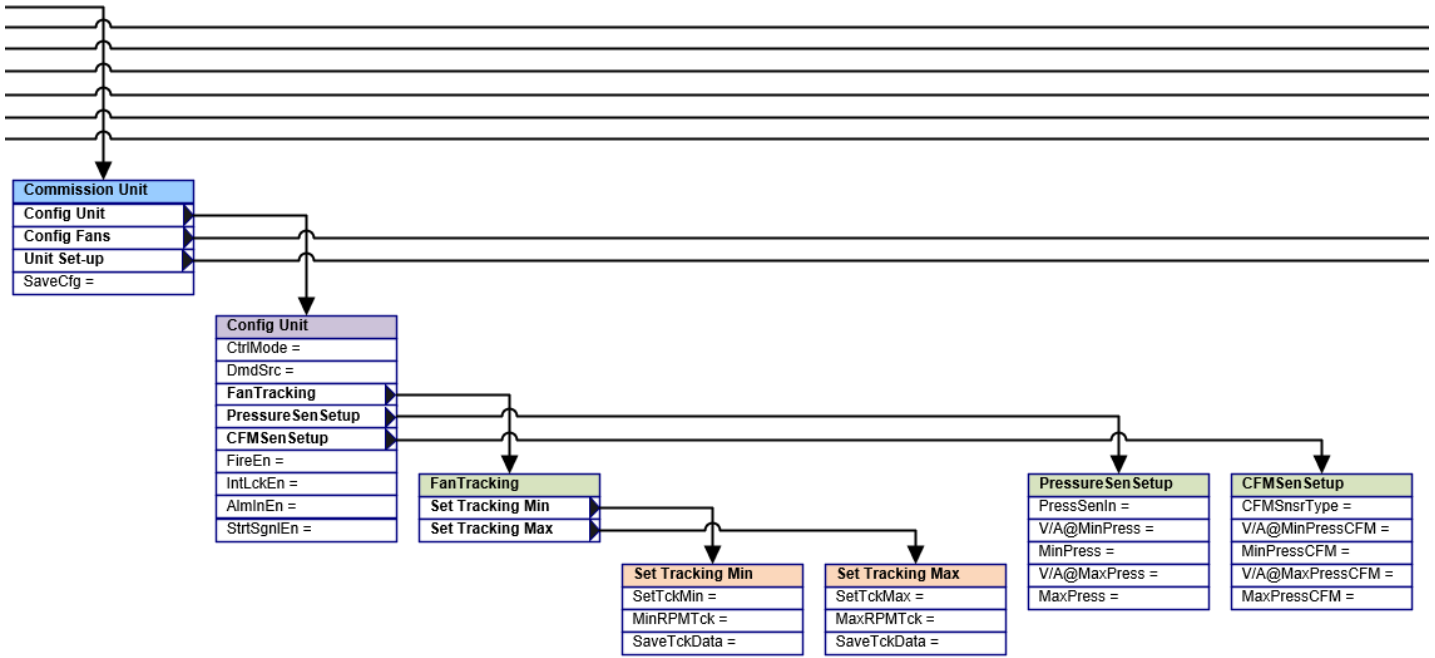 Commission Unit
Config Unit
Config Fans
Unit Set-up
SaveCfg =
Config Unit
CtrlMode =
DmdSrc =
FanTracking
PressureSenSetup
CFMSenSetup
FireEn =
IntLckEn =
AlmInEn =
StrtSgnlEn =
FanTracking
Set Tracking Min
Set Tracking Max
Set Tracking Min
SetTckMin =
MinRPMTck =
SaveTckData =
Set Tracking Max
SetTckMax =
MaxRPMTck =
SaveTckData =
PressureSenSetup
PressSenIn =
V/A@MinPress =
MinPress =
V/A@MaxPress =
MaxPress =
CFMSenSetup
CFMSnsrType =
V/A@MinPressCFM =
MinPressCFM =
V/A@MaxPressCFM =
MaxPressCFM =